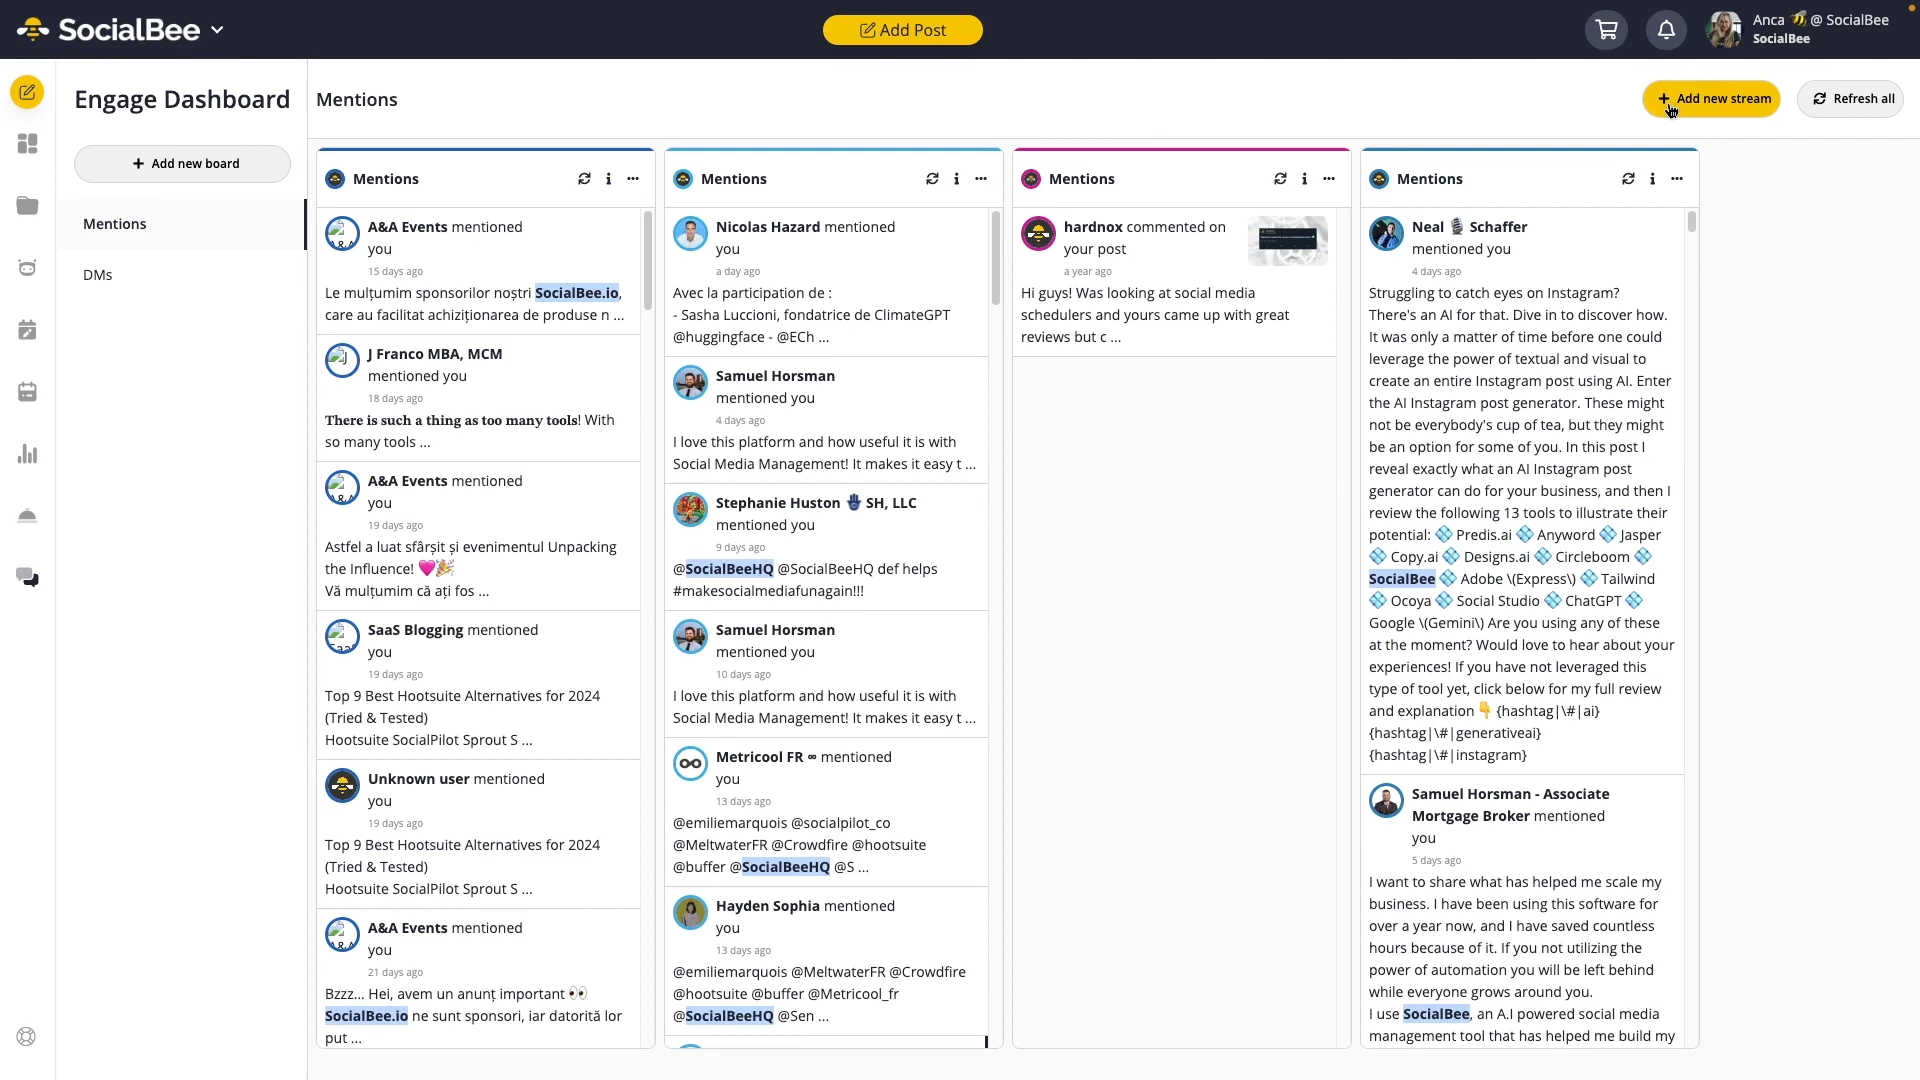 SocialBee
Add Post
Anca 🐝 @ SocialBee
SocialBee
Engage Dashboard
Add new board
Mentions
DMs
Mentions
Add new stream
Refresh all
Mentions
A&A Events mentioned
you
15 days ago
Le mulțumim sponsorilor noștri SocialBee.io,
care au facilitat achiziționarea de produse n ...
J Franco MBA, MCM
mentioned you
18 days ago
𝐓𝐡𝐞𝐫𝐞 𝐢𝐬 𝐬𝐮𝐜𝐡 𝐚 𝐭𝐡𝐢𝐧𝐠 𝐚𝐬 𝐭𝐨𝐨 𝐦𝐚𝐧𝐲 𝐭𝐨𝐨𝐥𝐬! With
so many tools ...
A&A Events mentioned
you
19 days ago
Astfel a luat sfârșit și evenimentul Unpacking
the Influence! 🩷🎉
Vă mulțumim că ați fos ...
SaaS Blogging mentioned
you
19 days ago
Top 9 Best Hootsuite Alternatives for 2024
(Tried & Tested)
Hootsuite SocialPilot Sprout S ...
Unknown user mentioned
you
19 days ago
Top 9 Best Hootsuite Alternatives for 2024
(Tried & Tested)
Hootsuite SocialPilot Sprout S ...
A&A Events mentioned
you
21 days ago
Bzzz... Hei, avem un anunț important 👀
SocialBee.io ne sunt sponsori, iar datorită lor
put ...
Mentions
Nicolas Hazard mentioned
you
a day ago
Avec la participation de :
- Sasha Luccioni, fondatrice de ClimateGPT
@huggingface - @ECh ...
Samuel Horsman
mentioned you
4 days ago
I love this platform and how useful it is with
Social Media Management! It makes it easy t ...
Stephanie Huston 🪬 SH, LLC
mentioned you
9 days ago
@SocialBeeHQ @SocialBeeHQ def helps
#makesocialmediafunagain!!!
Samuel Horsman
mentioned you
10 days ago
I love this platform and how useful it is with
Social Media Management! It makes it easy t ...
Metricool FR ∞ mentioned
you
13 days ago
@emiliemarquois @socialpilot_co
@MeltwaterFR @Crowdfire @hootsuite
@buffer @SocialBeeHQ @S ...
Hayden Sophia mentioned
you
13 days ago
@emiliemarquois @MeltwaterFR @Crowdfire
@hootsuite @buffer @Metricool_fr
@SocialBeeHQ @Sen ...
Mentions
hardnox commented on
your post
a year ago
Hi guys! Was looking at social media
schedulers and yours came up with great
reviews but c ...
Mentions
Neal 🎙️ Schaffer
mentioned you
4 days ago
Struggling to catch eyes on Instagram?
There's an AI for that. Dive in to discover how.
It was only a matter of time before one could
leverage the power of textual and visual to
create an entire Instagram post using AI. Enter
the AI Instagram post generator. These might
not be everybody's cup of tea, but they might
be an option for some of you. In this post I
reveal exactly what an AI Instagram post
generator can do for your business, and then I
review the following 13 tools to illustrate their
potential: 💠 Predis.ai 💠 Anyword 💠 Jasper
💠 Copy.ai 💠 Designs.ai 💠 Circleboom 💠
SocialBee 💠 Adobe \(Express\) 💠 Tailwind
💠 Ocoya 💠 Social Studio 💠 ChatGPT 💠
Google \(Gemini\) Are you using any of these
at the moment? Would love to hear about your
experiences! If you have not leveraged this
type of tool yet, click below for my full review
and explanation 👇 {hashtag|\#|ai}
{hashtag|\#|generativeai}
{hashtag|\#|instagram}
Samuel Horsman - Associate
Mortgage Broker mentioned
you
5 days ago
I want to share what has helped me scale my
business. I have been using this software for
over a year now, and I have saved countless
hours because of it. If you not utilizing the
power of automation you will be left behind
while everyone grows around you.
I use SocialBee, an A.I powered social media
management tool that has helped me build my